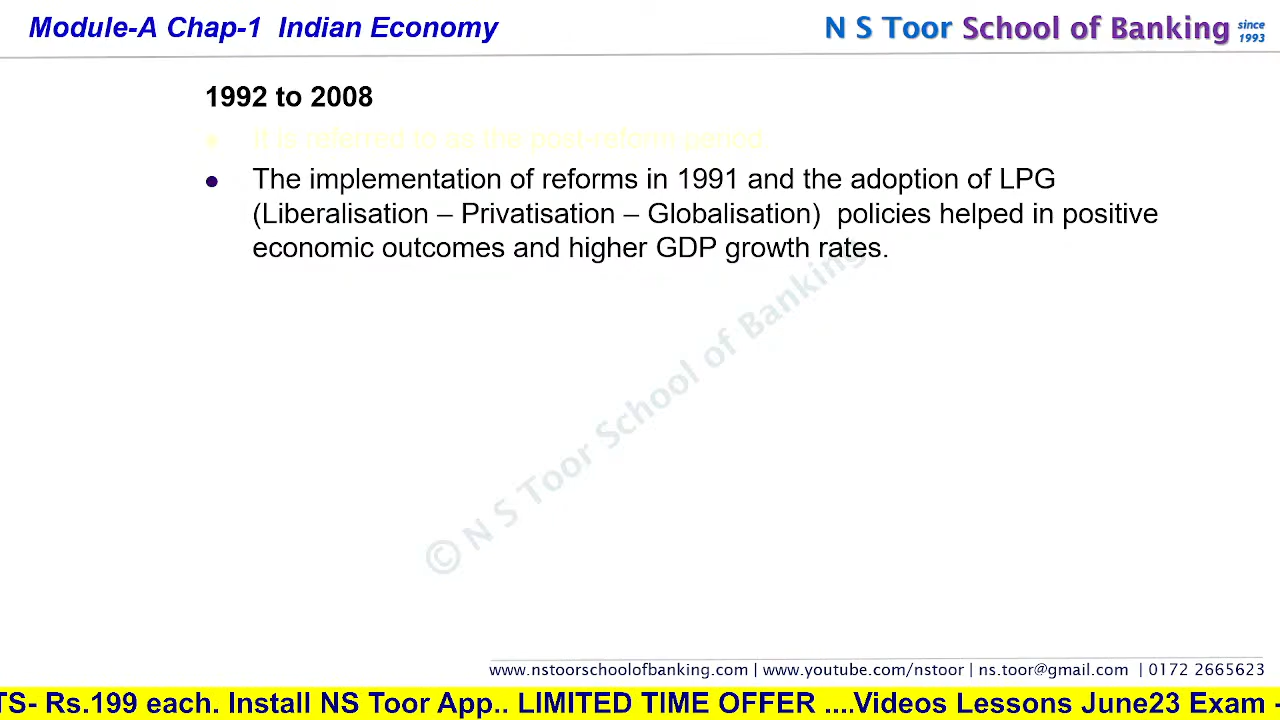 Module-A Chap-1 Indian Economy
N S Toor School of Banking since 1993
1992 to 2008
It is referred to as the post-reform period.
The implementation of reforms in 1991 and the adoption of LPG
(Liberalisation – Privatisation – Globalisation) policies helped in positive
economic outcomes and higher GDP growth rates.
© N S Toor School of Banking
www.nstoorschoolofbanking.com | www.youtube.com/nstoor | ns.toor@gmail.com | 0172 2665623
TS- Rs.199 each. Install NS Toor App.. LIMITED TIME OFFER ....Videos Lessons June23 Exam -